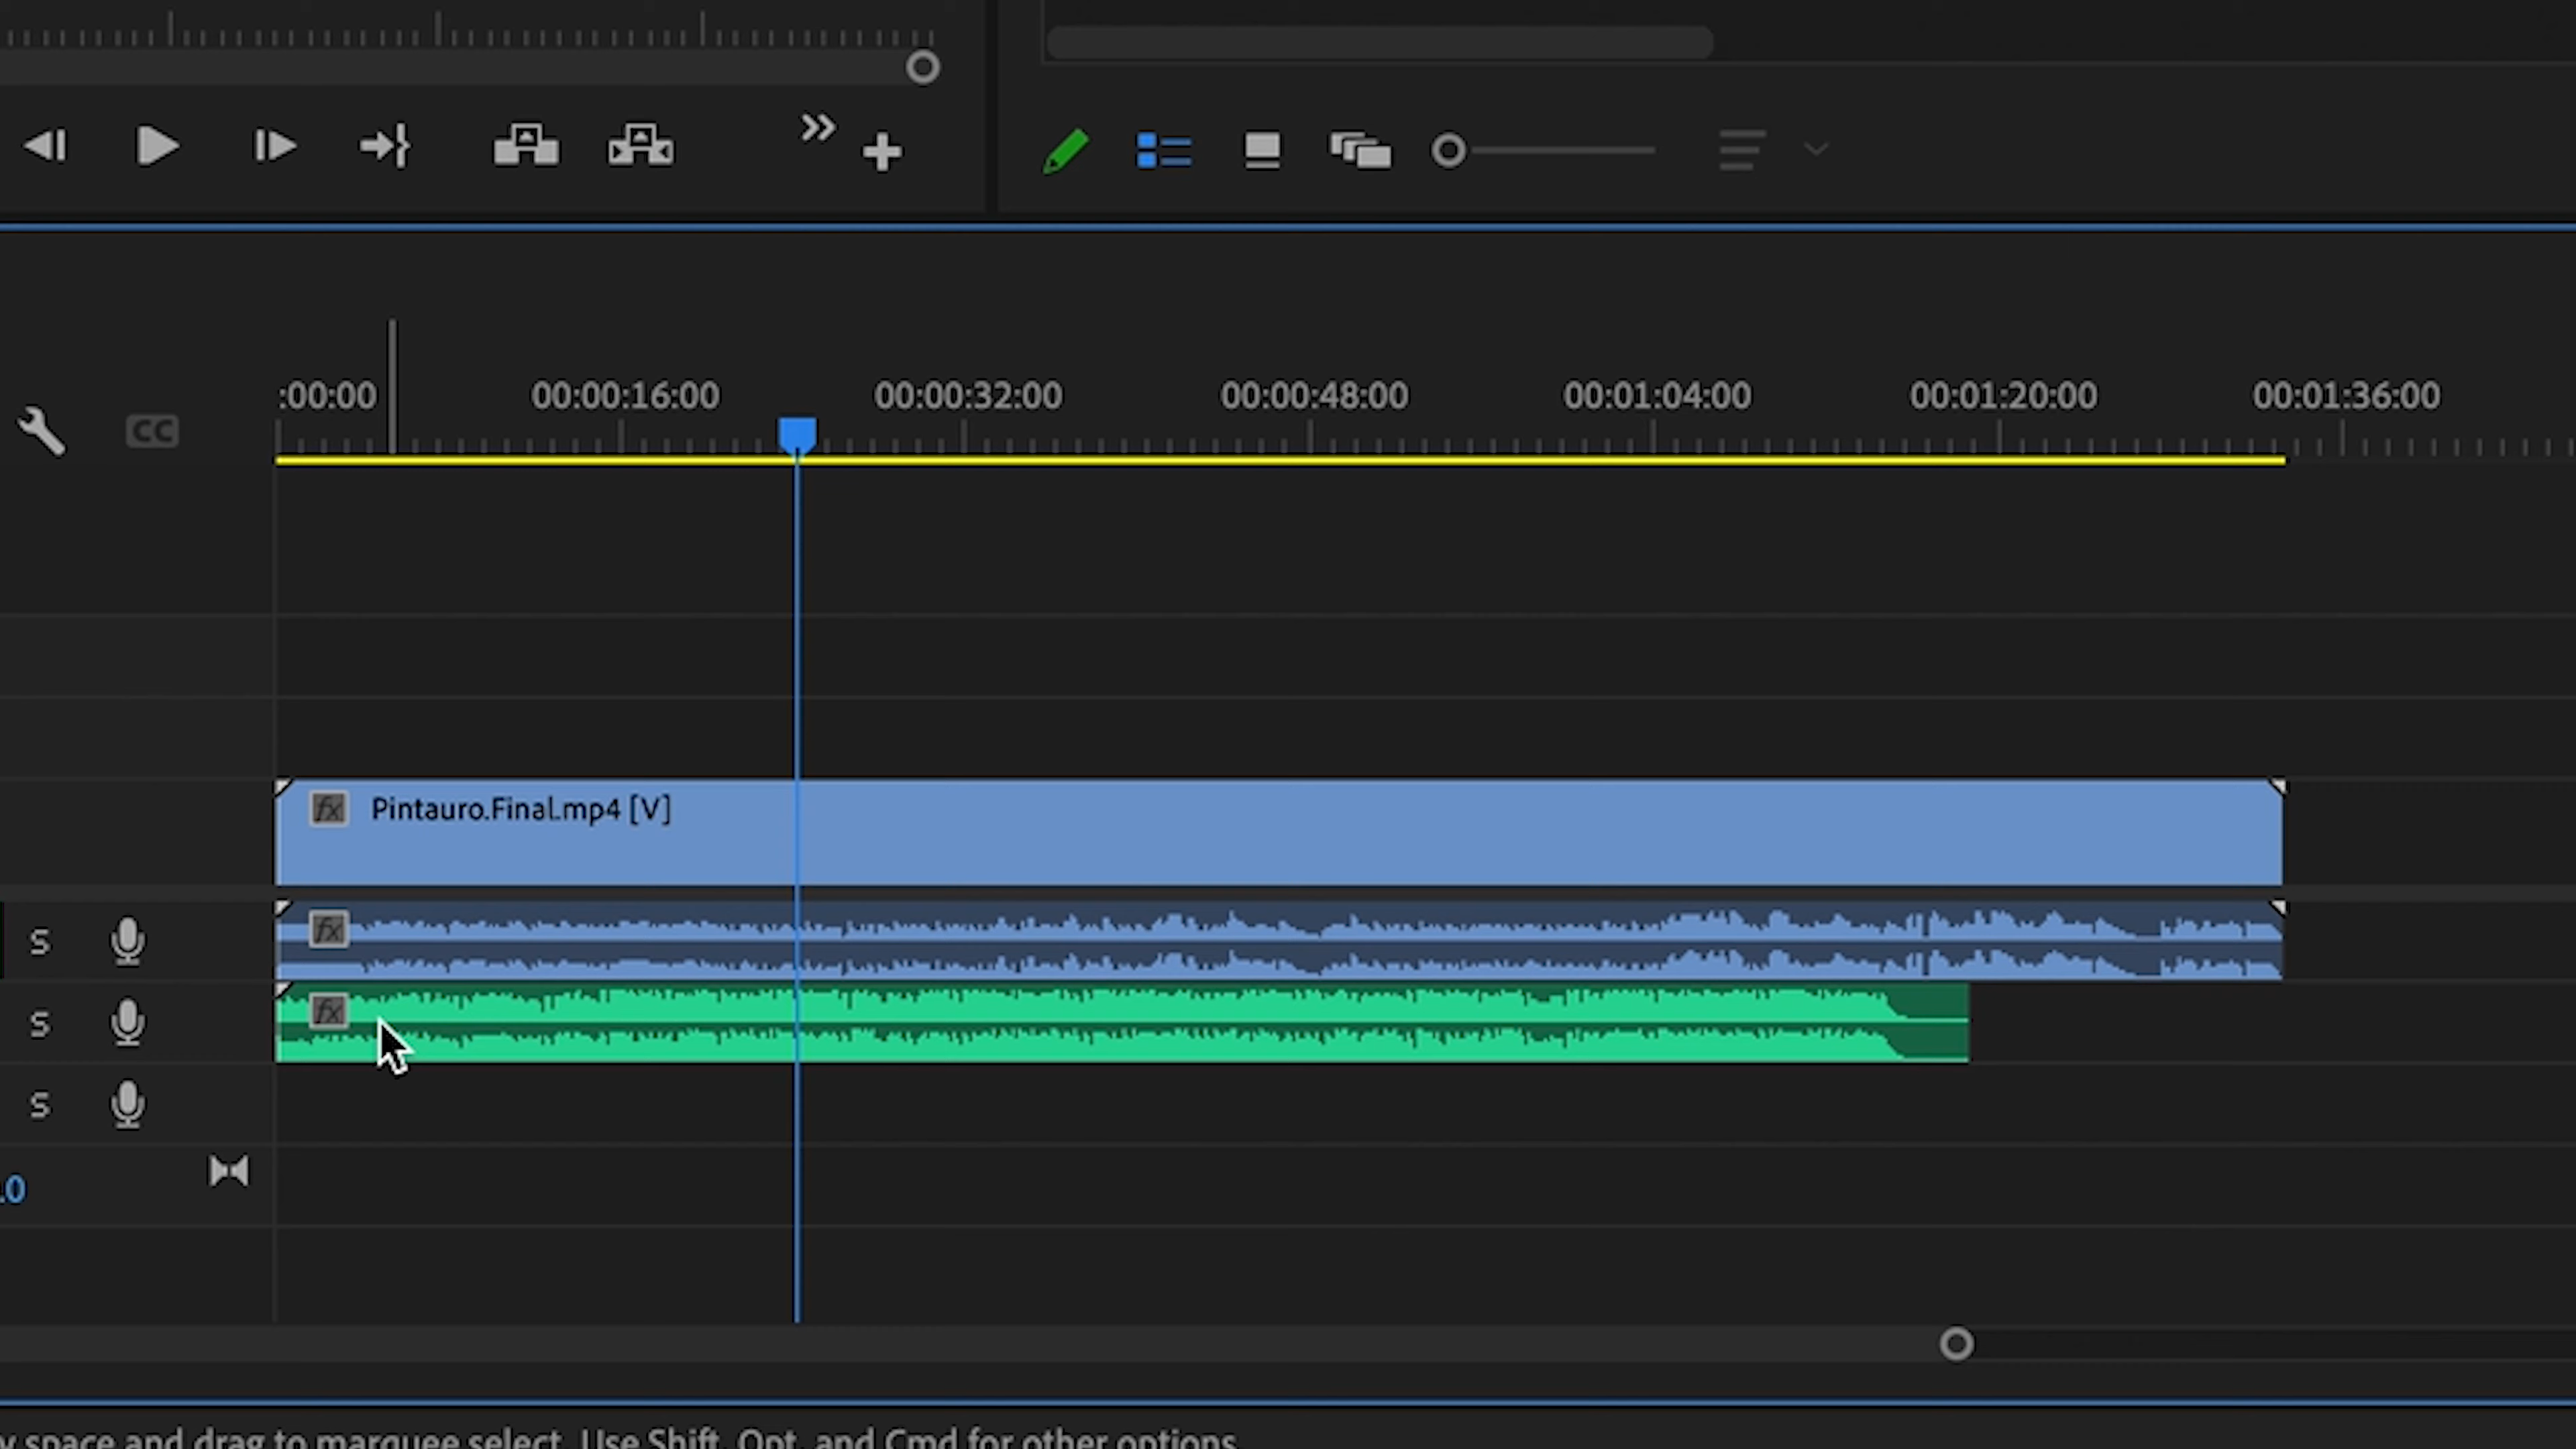 :00:00 00:00:16:00 00:00:32:00 00:00:48:00 00:01:04:00 00:01:20:00 00:01:36:00
CC
fx Pintauro.Final.mp4 [V]
S fx
S fx
S
.0
y space and drag to marquee select. Use Shift, Opt, and Cmd for other options.